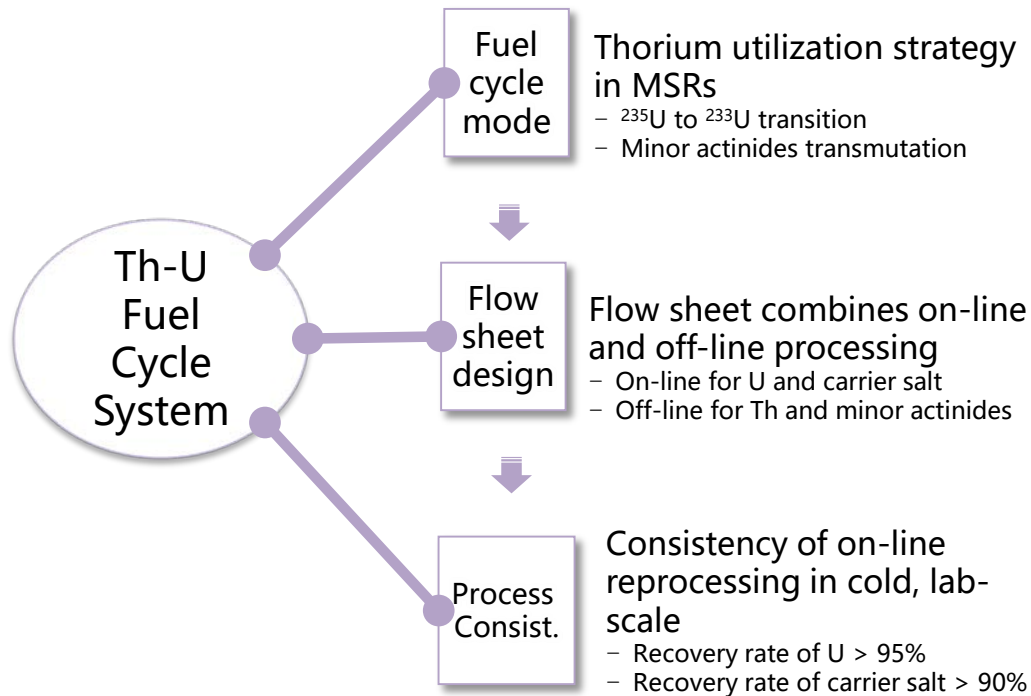 Fuel
cycle
mode
Thorium utilization strategy
in MSRs
– ²³⁵U to ²³³U transition
– Minor actinides transmutation
Th-U
Fuel
Cycle
System
Flow
sheet
design
Flow sheet combines on-line
and off-line processing
– On-line for U and carrier salt
– Off-line for Th and minor actinides
Process
Consist.
Consistency of on-line
reprocessing in cold, lab-
scale
– Recovery rate of U > 95%
– Recovery rate of carrier salt > 90%